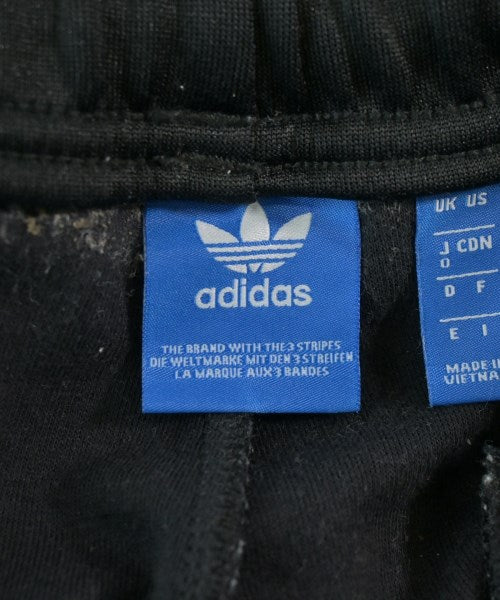 adidas
THE BRAND WITH THE 3 STRIPES
DIE WELTMARKE MIT DEN 3 STREIFEN
LA MARQUE AUX 3 BANDES
UK US
J CDN
O
D F
E I
MADE IN
VIETNA